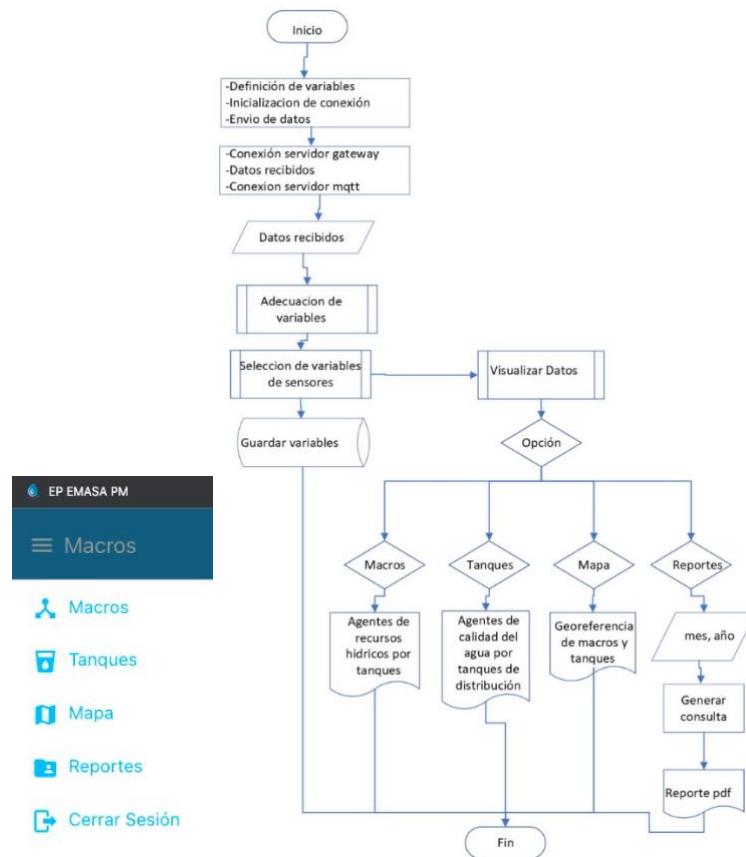 Inicio
-Definición de variables
-Inicializacion de conexión
-Envio de datos
-Conexión servidor gateway
-Datos recibidos
-Conexion servidor mqtt
Datos recibidos
Adecuacion de
variables
Seleccion de variables
de sensores
Visualizar Datos
Guardar variables
Opción
Macros
Tanques
Mapa
Reportes
Agentes de
recursos
hidricos por
tanques
Agentes de
calidad del
agua por
tanques de
distribución
Georeferencia
de macros y
tanques
mes, año
Generar
consulta
Reporte pdf
Fin
EP EMASA PM
Macros
Macros
Tanques
Mapa
Reportes
Cerrar Sesión